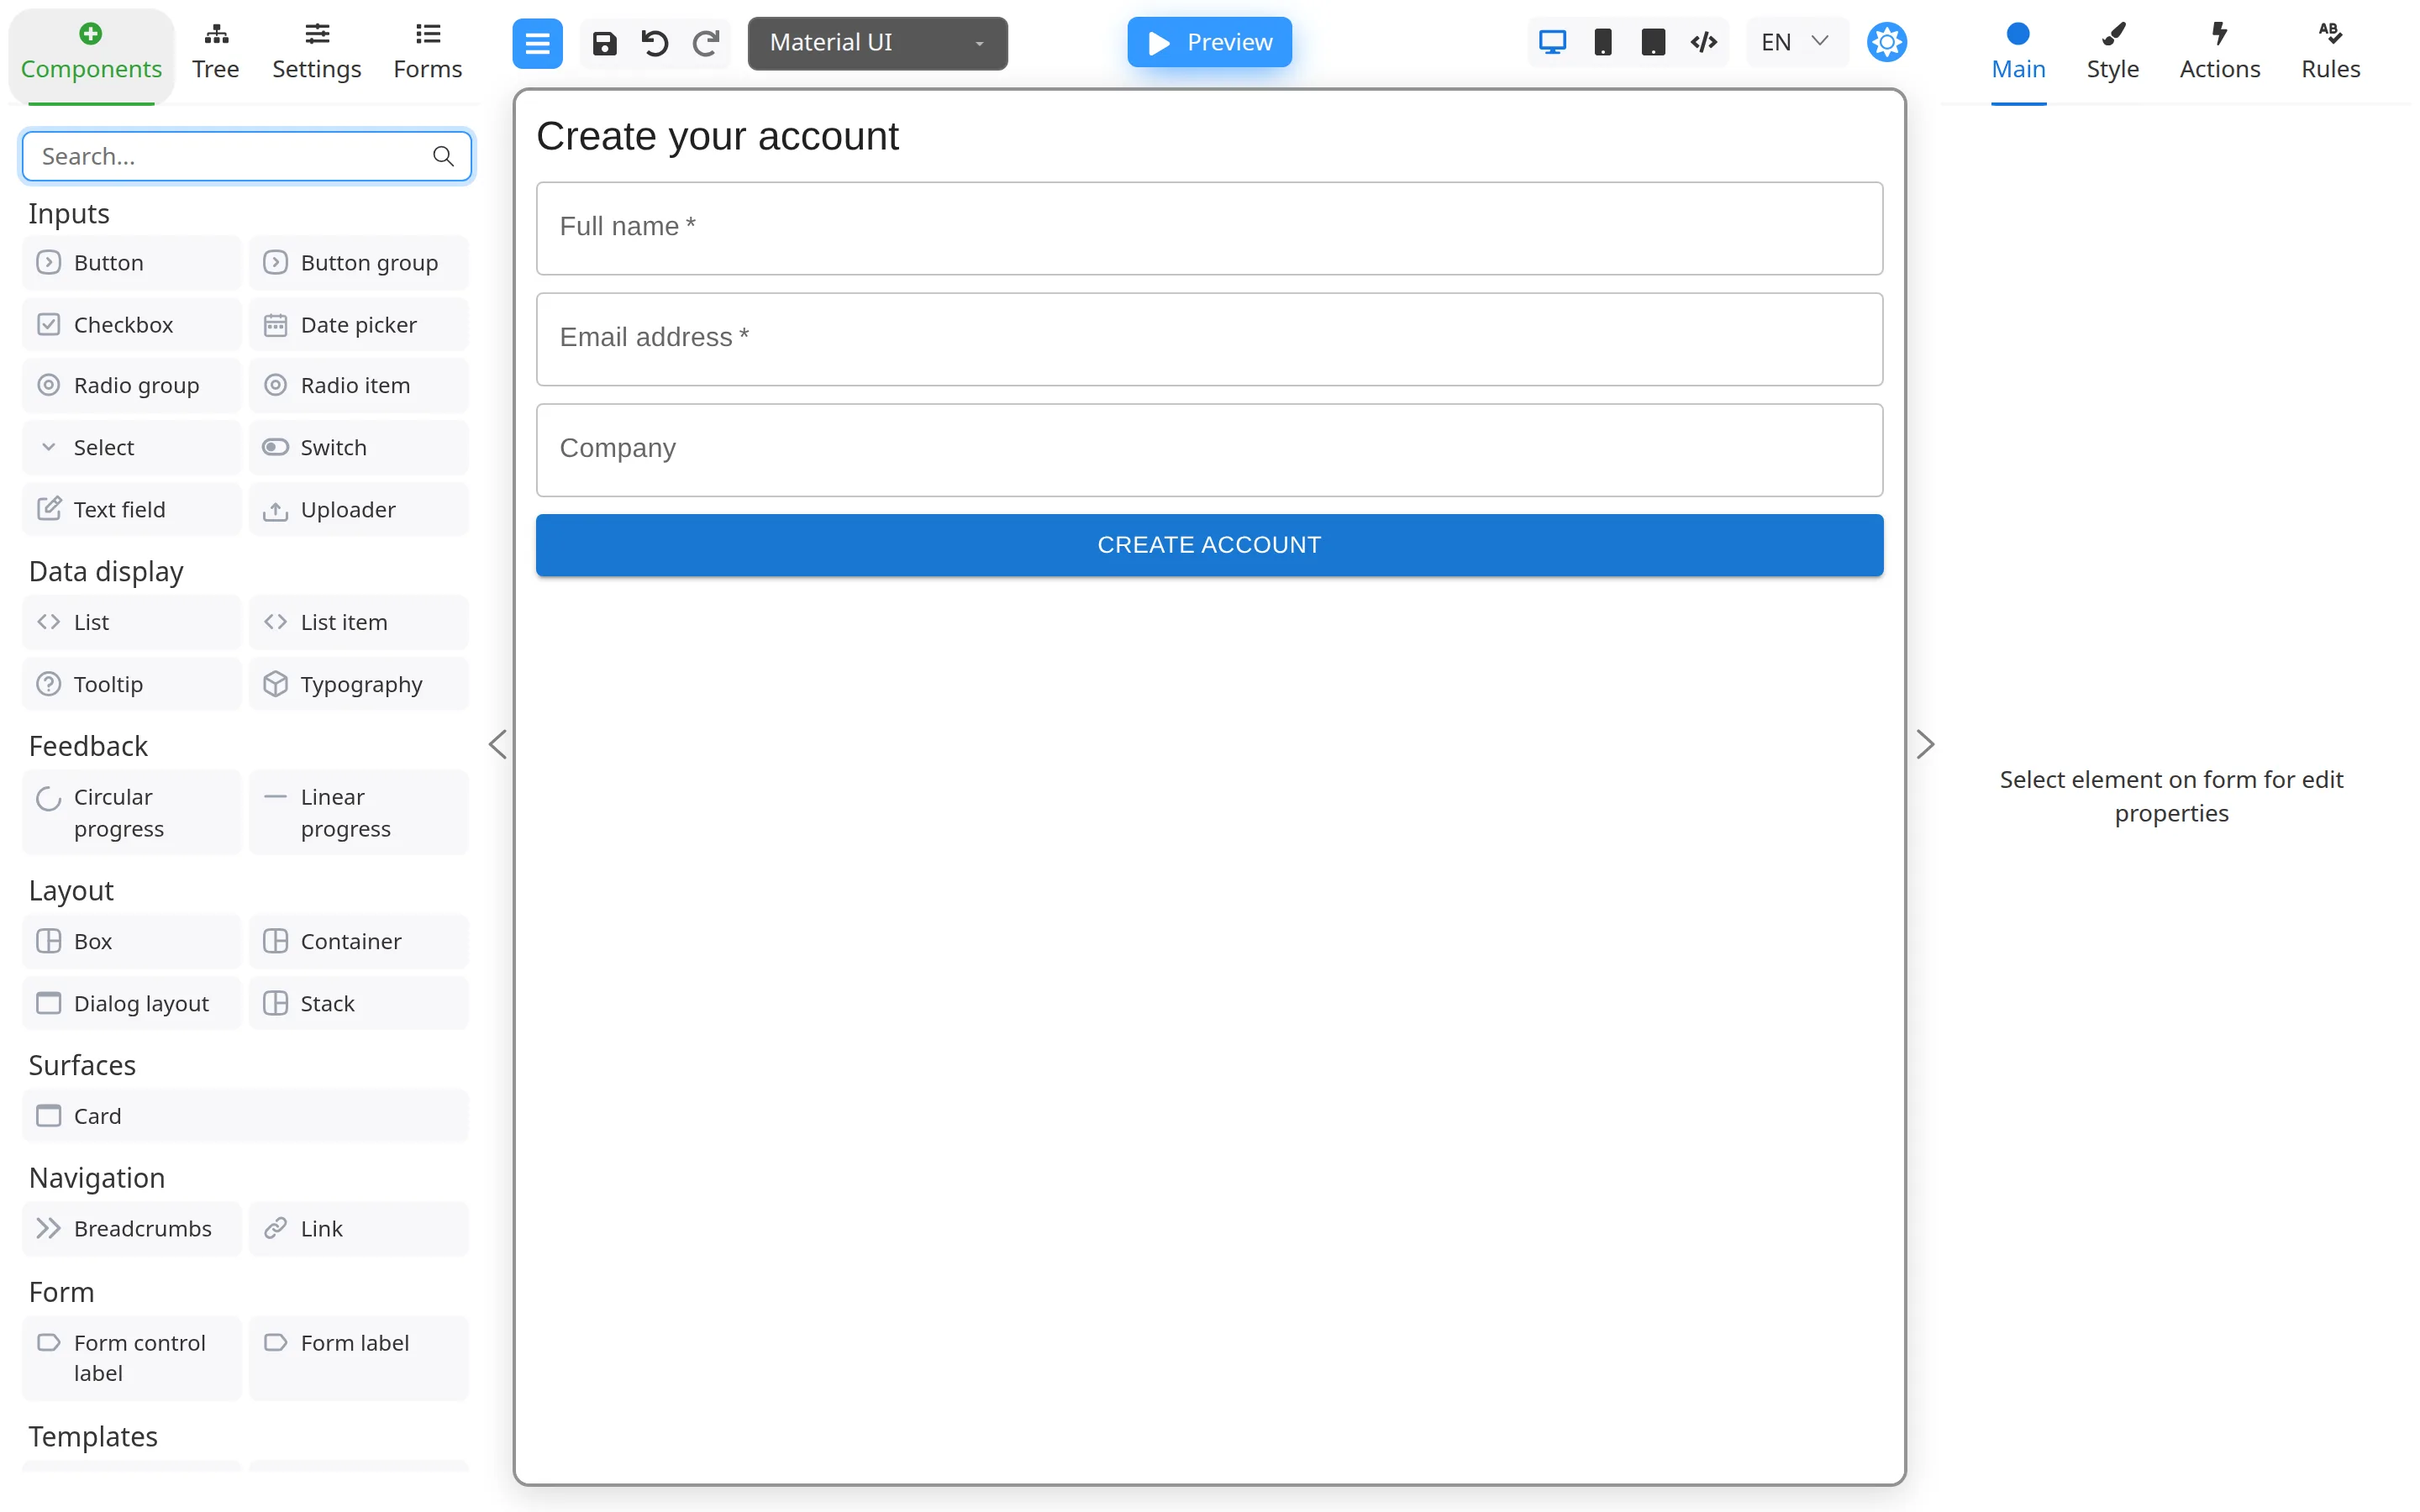 Components
Tree
Settings
Forms
Material UI
Preview
EN
Main
Style
Actions
Rules
Search...
Inputs
Button
Button group
Checkbox
Date picker
Radio group
Radio item
Select
Switch
Text field
Uploader
Data display
List
List item
Tooltip
Typography
Feedback
Circular
progress
Linear
progress
Layout
Box
Container
Dialog layout
Stack
Surfaces
Card
Navigation
Breadcrumbs
Link
Form
Form control
label
Form label
Templates
Create your account
Full name *
Email address *
Company
CREATE ACCOUNT
Select element on form for edit
properties